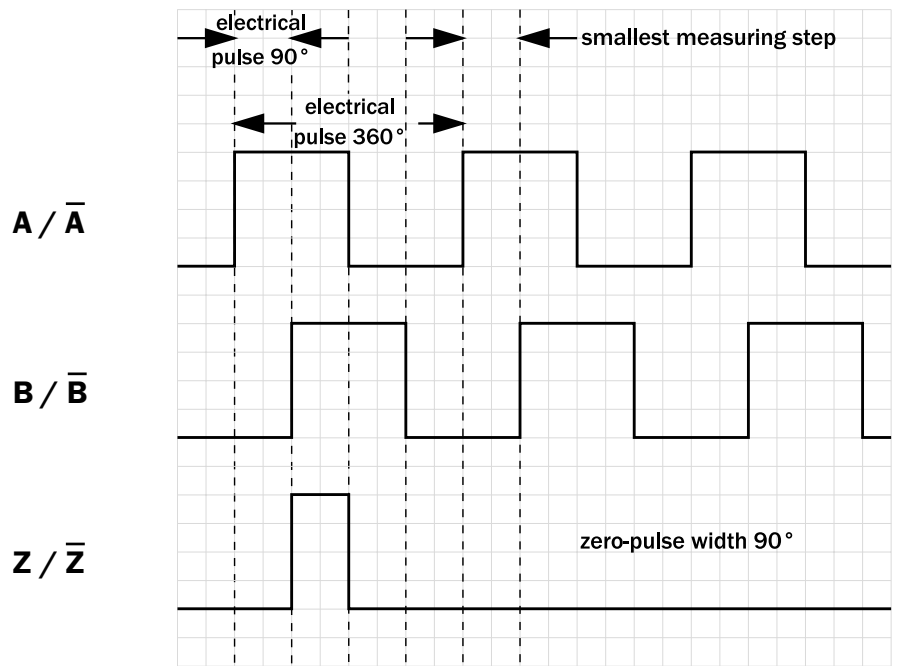 electrical
pulse 90°
smallest measuring step
electrical
pulse 360°
A / A̅
B / B̅
Z / Z̅
zero-pulse width 90°